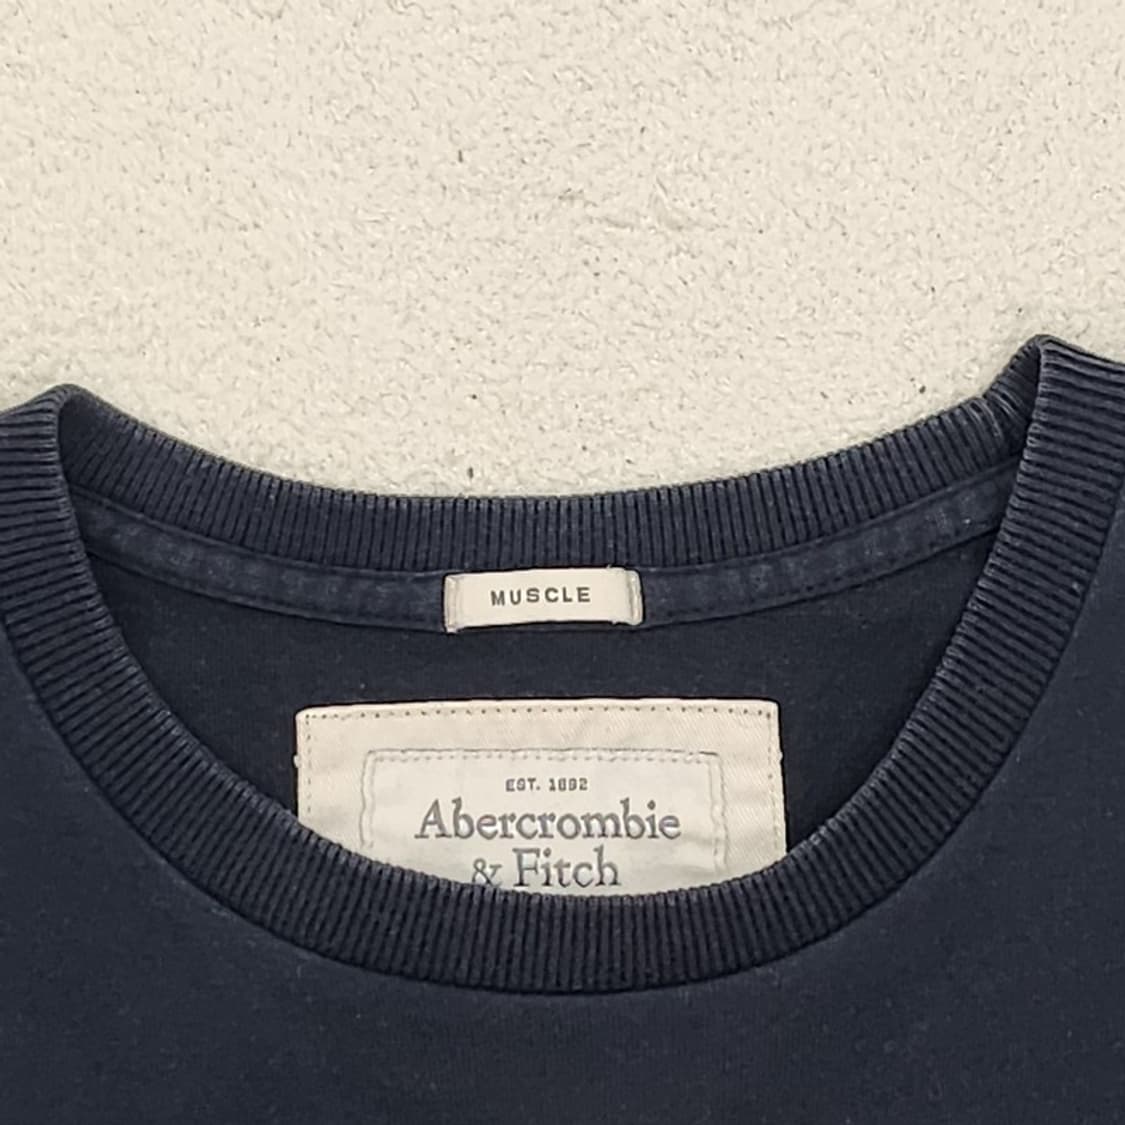 MUSCLE
EST. 1892
Abercrombie
& Fitch